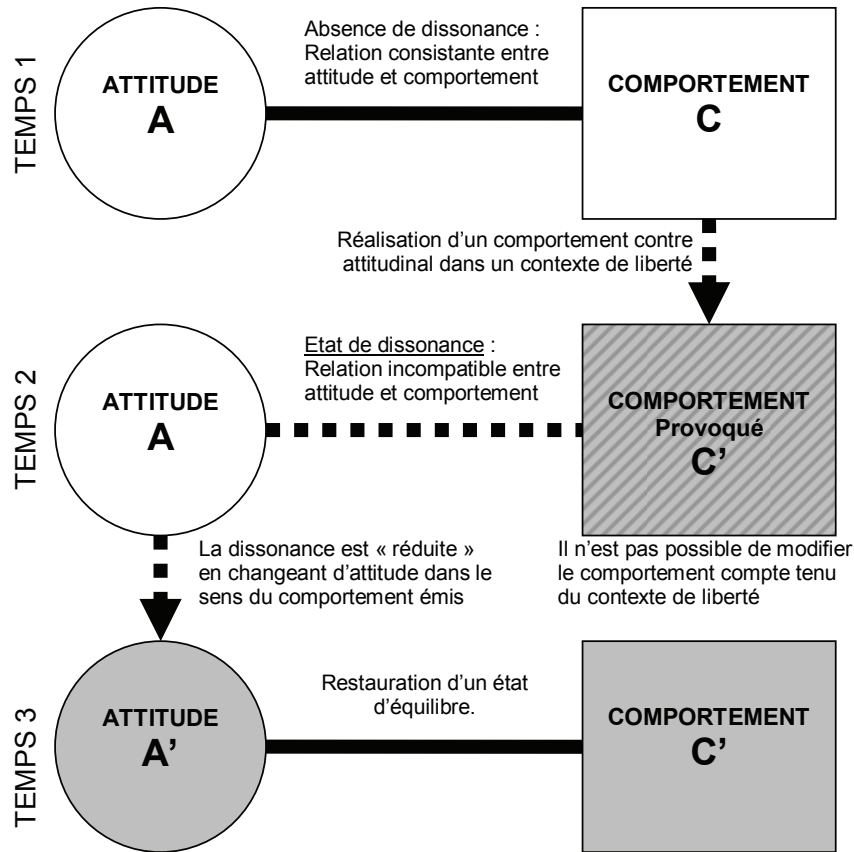 TEMPS 1
ATTITUDE
A
Absence de dissonance :
Relation consistante entre
attitude et comportement
COMPORTEMENT
C
Réalisation d'un comportement contre
attitudinal dans un contexte de liberté
TEMPS 2
ATTITUDE
A
Etat de dissonance :
Relation incompatible entre
attitude et comportement
COMPORTEMENT
Provoqué
C'
La dissonance est « réduite »
en changeant d'attitude dans le
sens du comportement émis
Il n'est pas possible de modifier
le comportement compte tenu
du contexte de liberté
TEMPS 3
ATTITUDE
A'
Restauration d'un état
d'équilibre.
COMPORTEMENT
C'